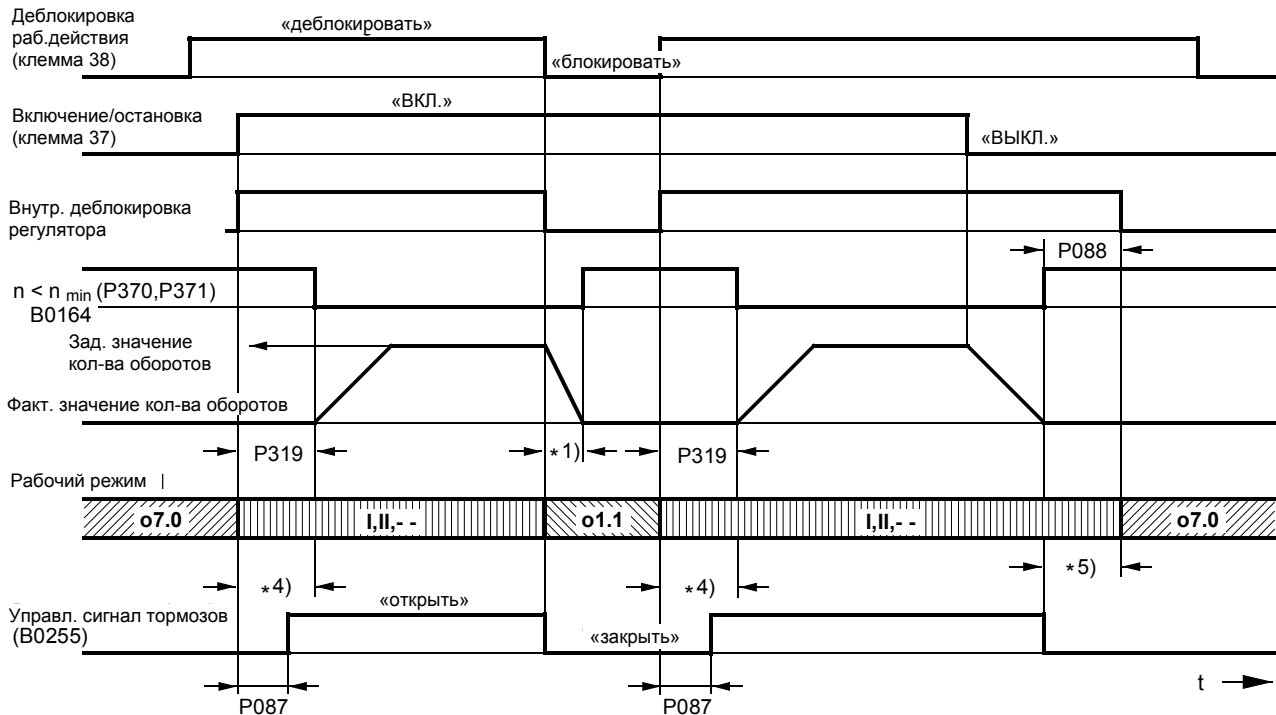 Деблокировка
раб.действия
(клемма 38)
«деблокировать»
«блокировать»
Включение/остановка
(клемма 37)
«ВКЛ.»
«ВЫКЛ.»
Внутр. деблокировка
регулятора
P088
n < n min (P370,P371)
B0164
Зад. значение
кол-ва оборотов
Факт. значение кол-ва оборотов
P319
*1)
P319
Рабочий режим
o7.0
I,II,- -
o1.1
I,II,- -
o7.0
*4)
*4)
*5)
Управл. сигнал тормозов
(B0255)
«открыть»
«закрыть»
t
P087
P087